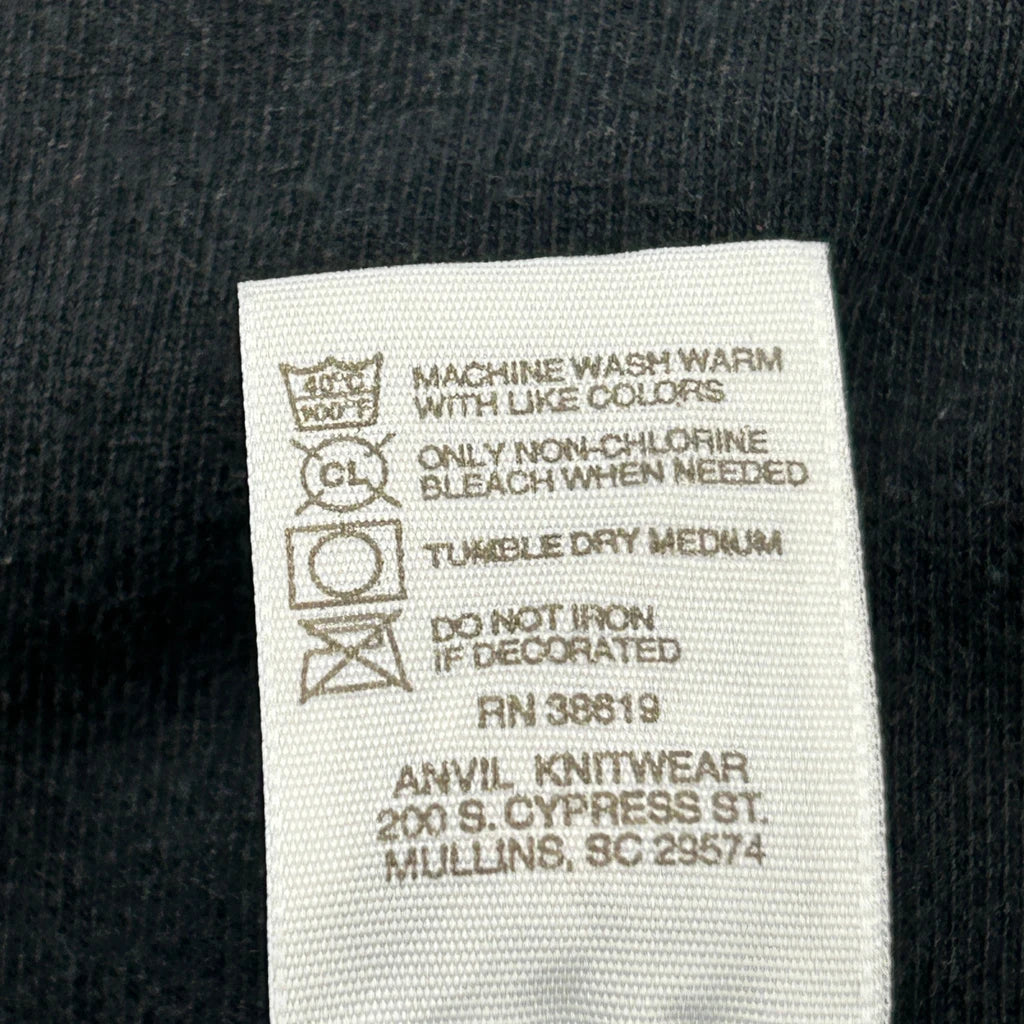 40°C
100°F
MACHINE WASH WARM
WITH LIKE COLORS
CL
ONLY NON-CHLORINE
BLEACH WHEN NEEDED
TUMBLE DRY MEDIUM
DO NOT IRON
IF DECORATED
RN 38619
ANVIL KNITWEAR
200 S. CYPRESS ST.
MULLINS, SC 29574